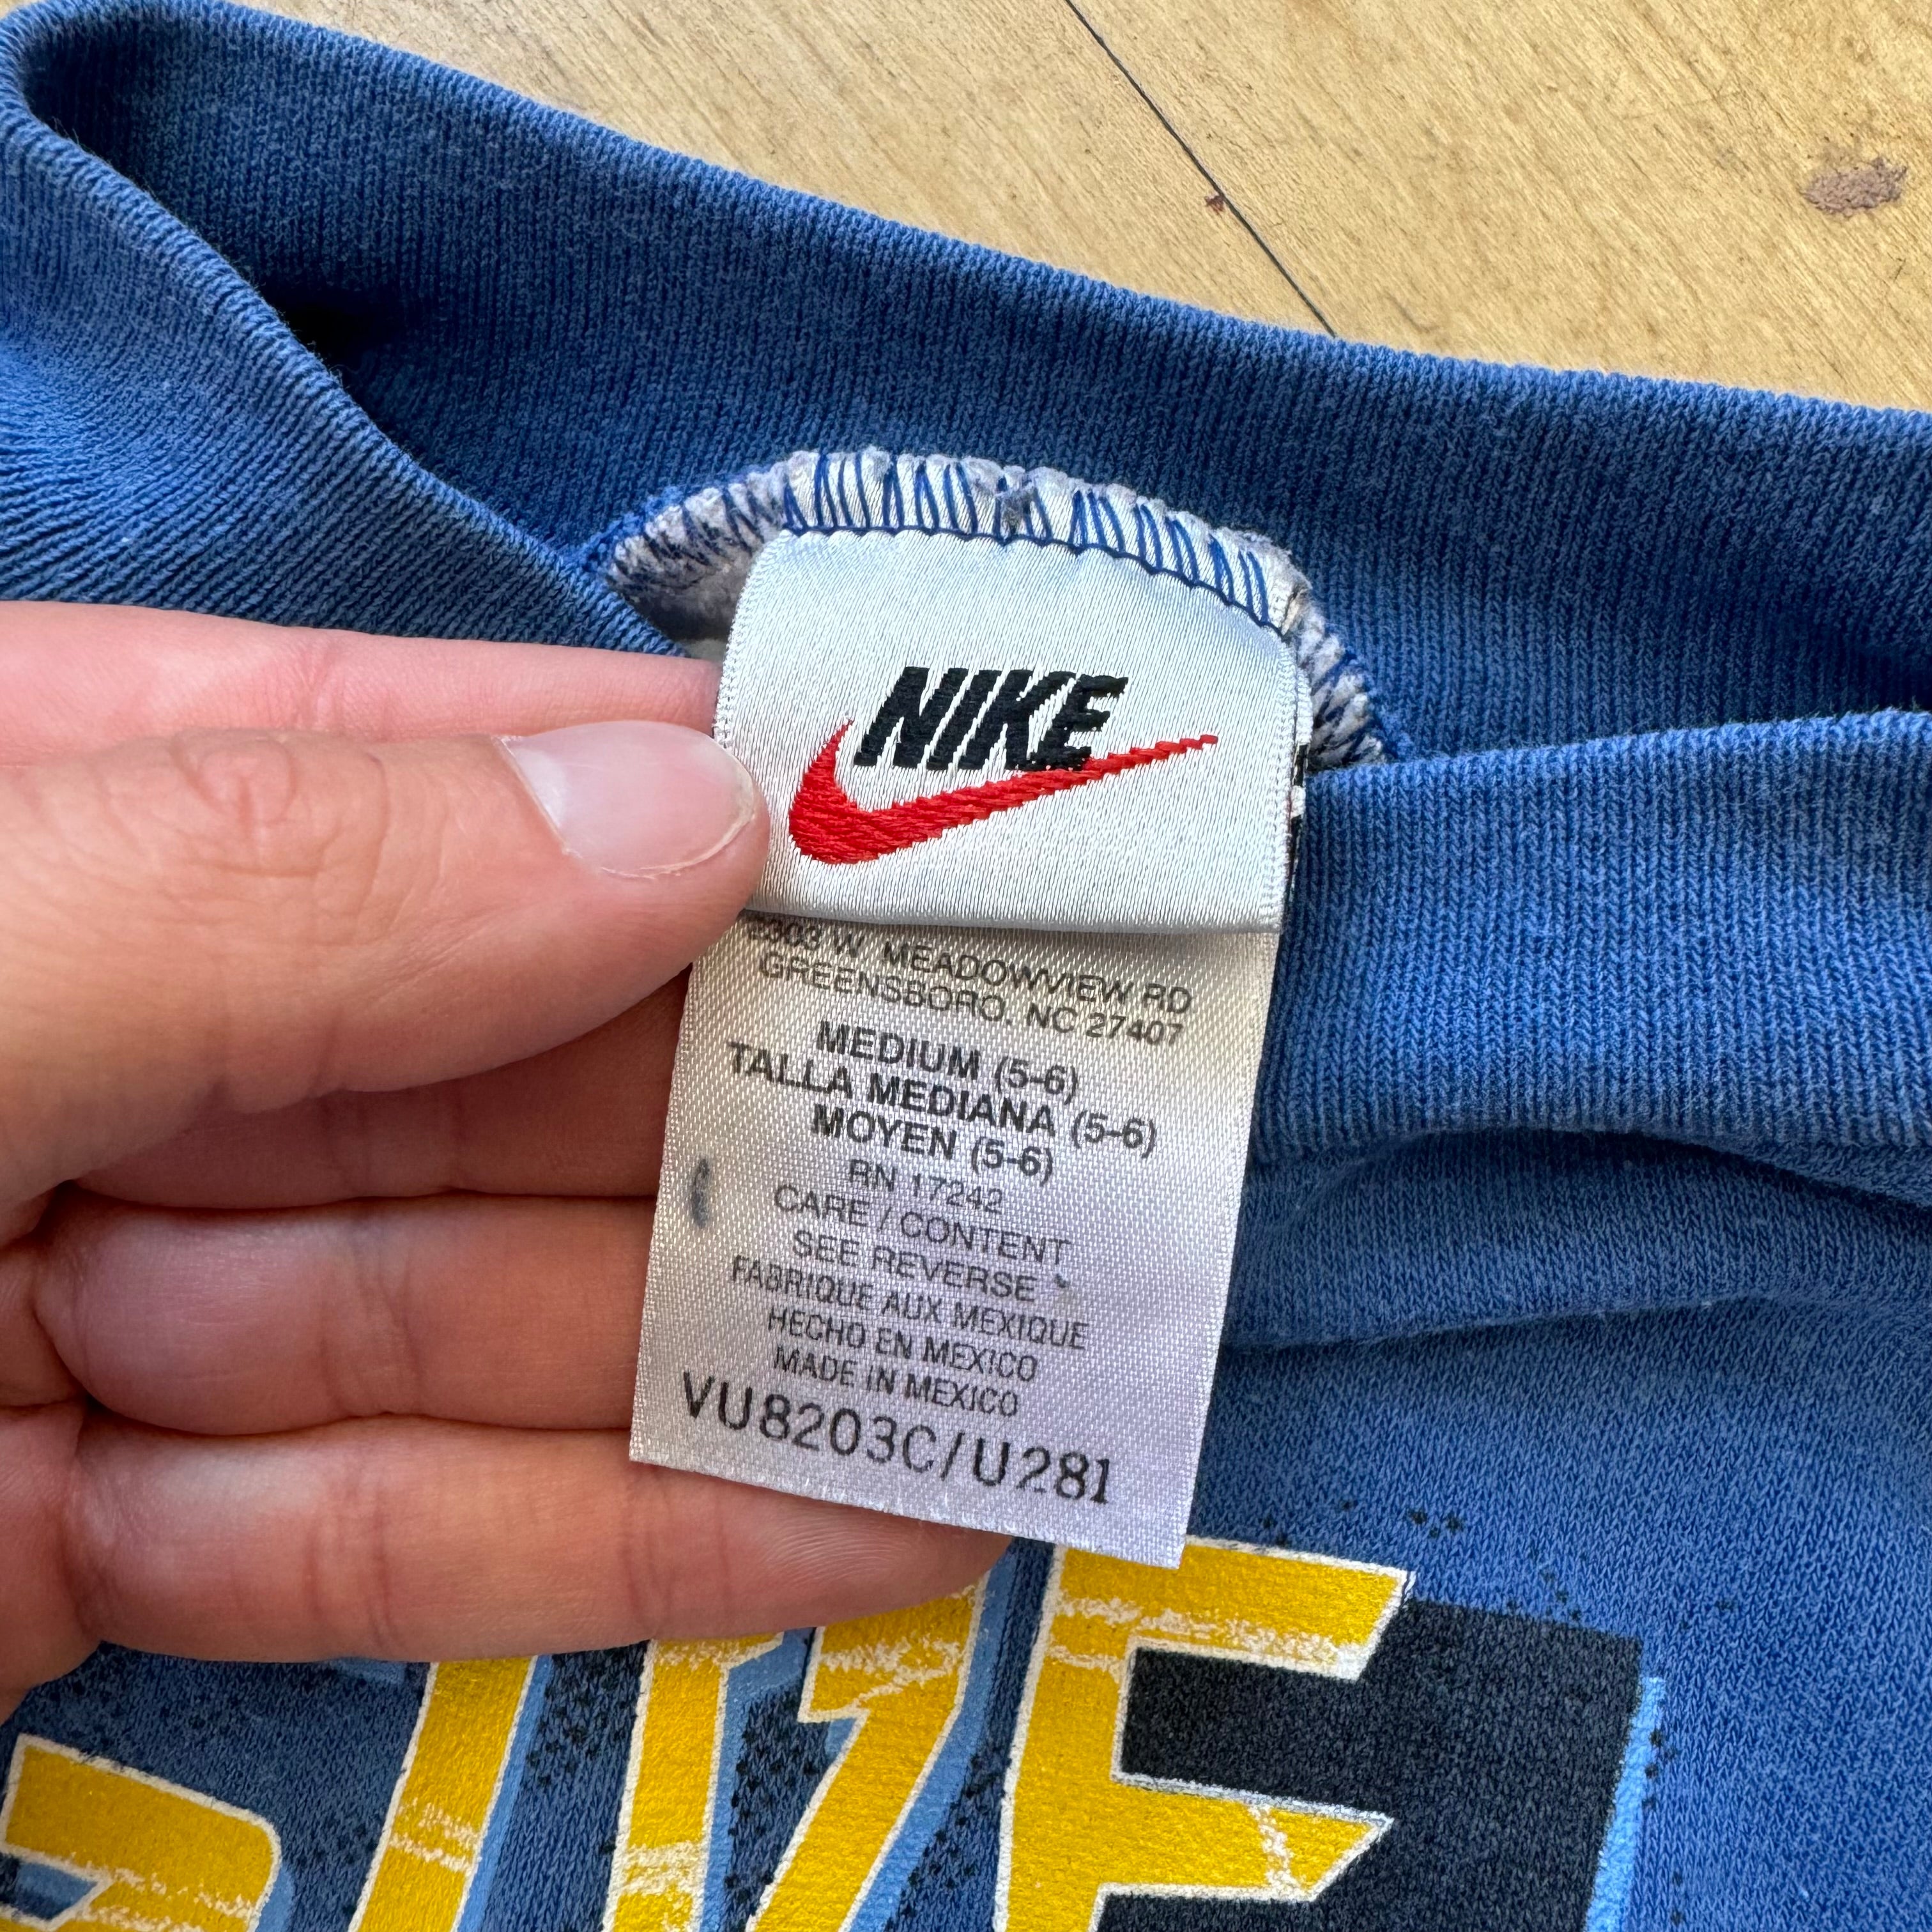 NIKE
W MEADOWVIEW RD
GREENSBORO, NC 27407
MEDIUM (5-6)
TALLA MEDIANA (5-6)
MOYEN (5-6)
RN 17242
CARE / CONTENT
SEE REVERSE
FABRIQUE AUX MEXIQUE
HECHO EN MEXICO
MADE IN MEXICO
VU8203C/U281